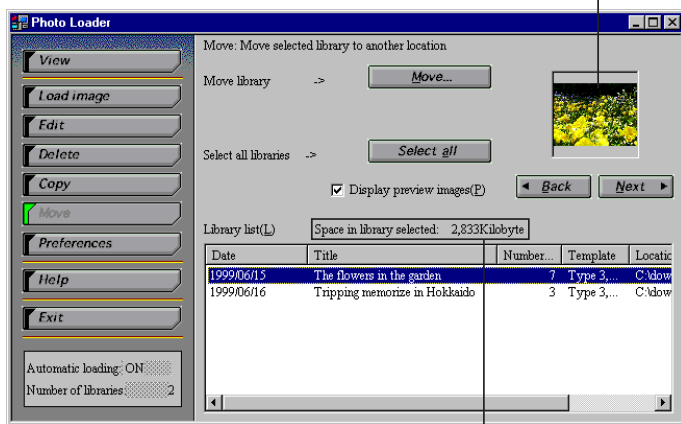 Photo Loader
View
Load image
Edit
Delete
Copy
Move
Preferences
Help
Exit
Automatic loading: ON
Number of libraries: 2
Move: Move selected library to another location
Move library -> Move...
Select all libraries -> Select all
Display preview images(P)
Back Next
Library list(L) Space in library selected: 2,833Kilobyte
Date Title Number... Template Locatic
1999/06/15 The flowers in the garden 7 Type 3,... C:\dow
1999/06/16 Tripping memorize in Hokkaido 3 Type 3,... C:\dow